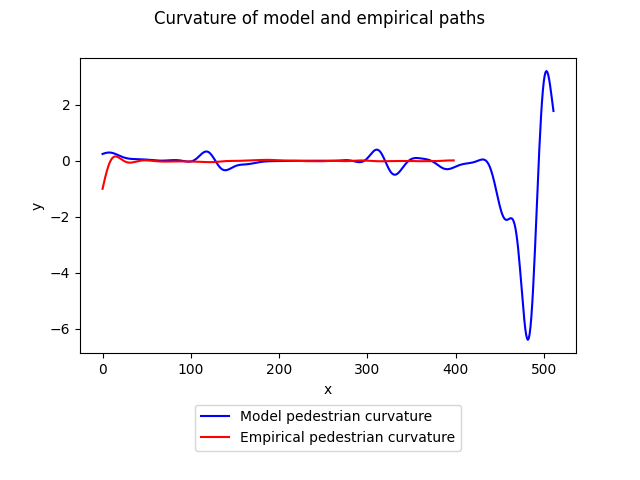 Curvature of model and empirical paths
2
0
−2
−4
−6
y
0 100 200 300 400 500
x
Model pedestrian curvature
Empirical pedestrian curvature